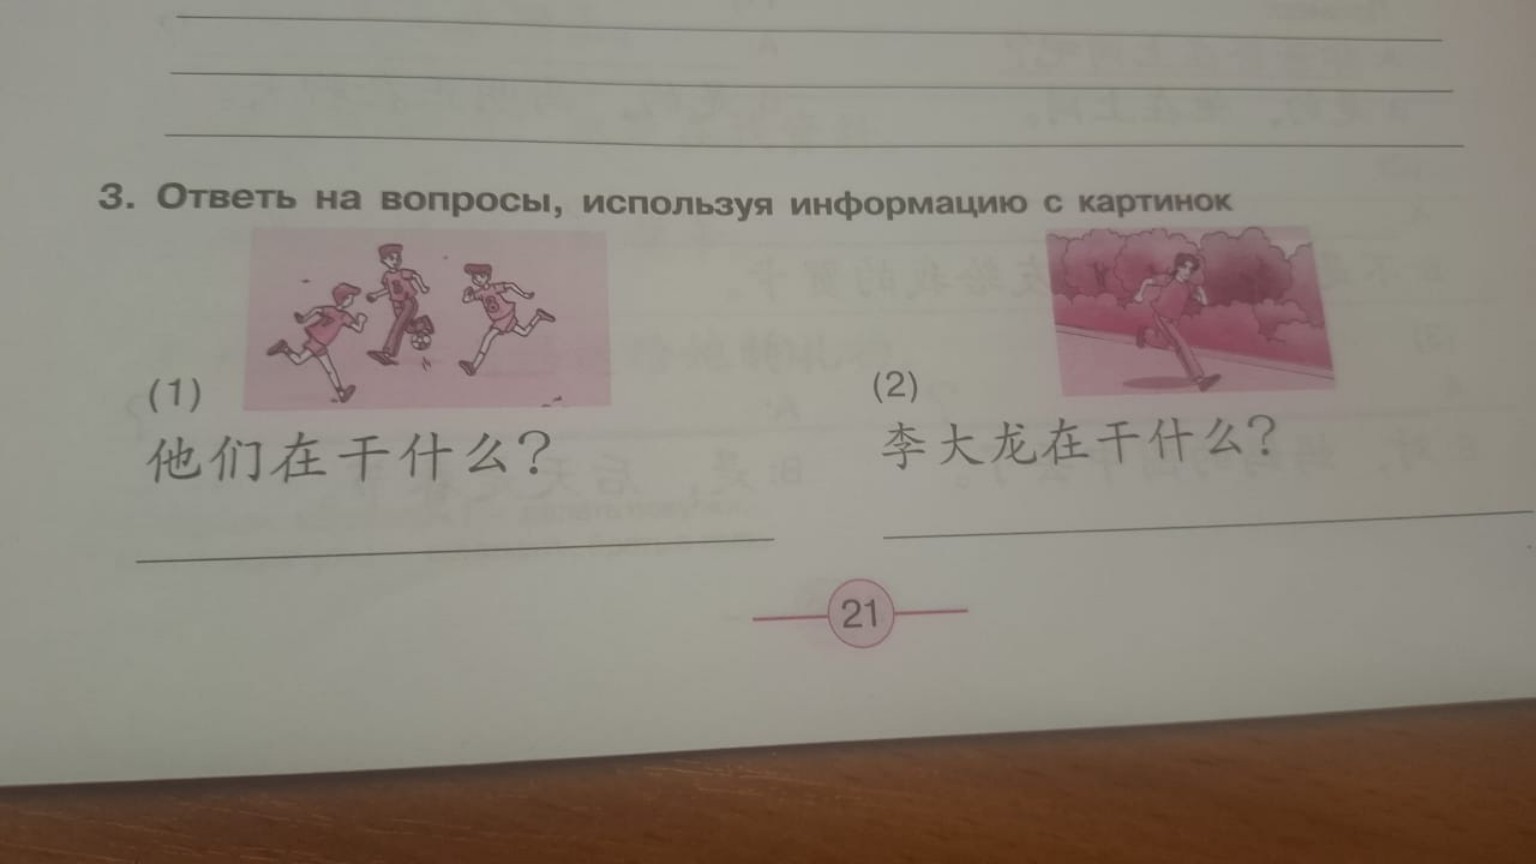 3. Ответь на вопросы, используя информацию с картинок
(1)
他们在干什么?
(2)
李大龙在干什么?
21